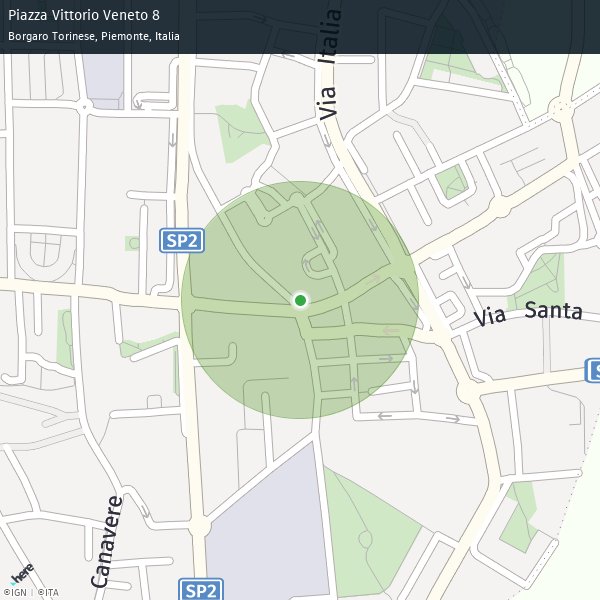 Piazza Vittorio Veneto 8
Borgaro Torinese, Piemonte, Italia
Via Italia
SP2
Via Santa
S
Canavere
SP2
here
©IGN | ©ITA